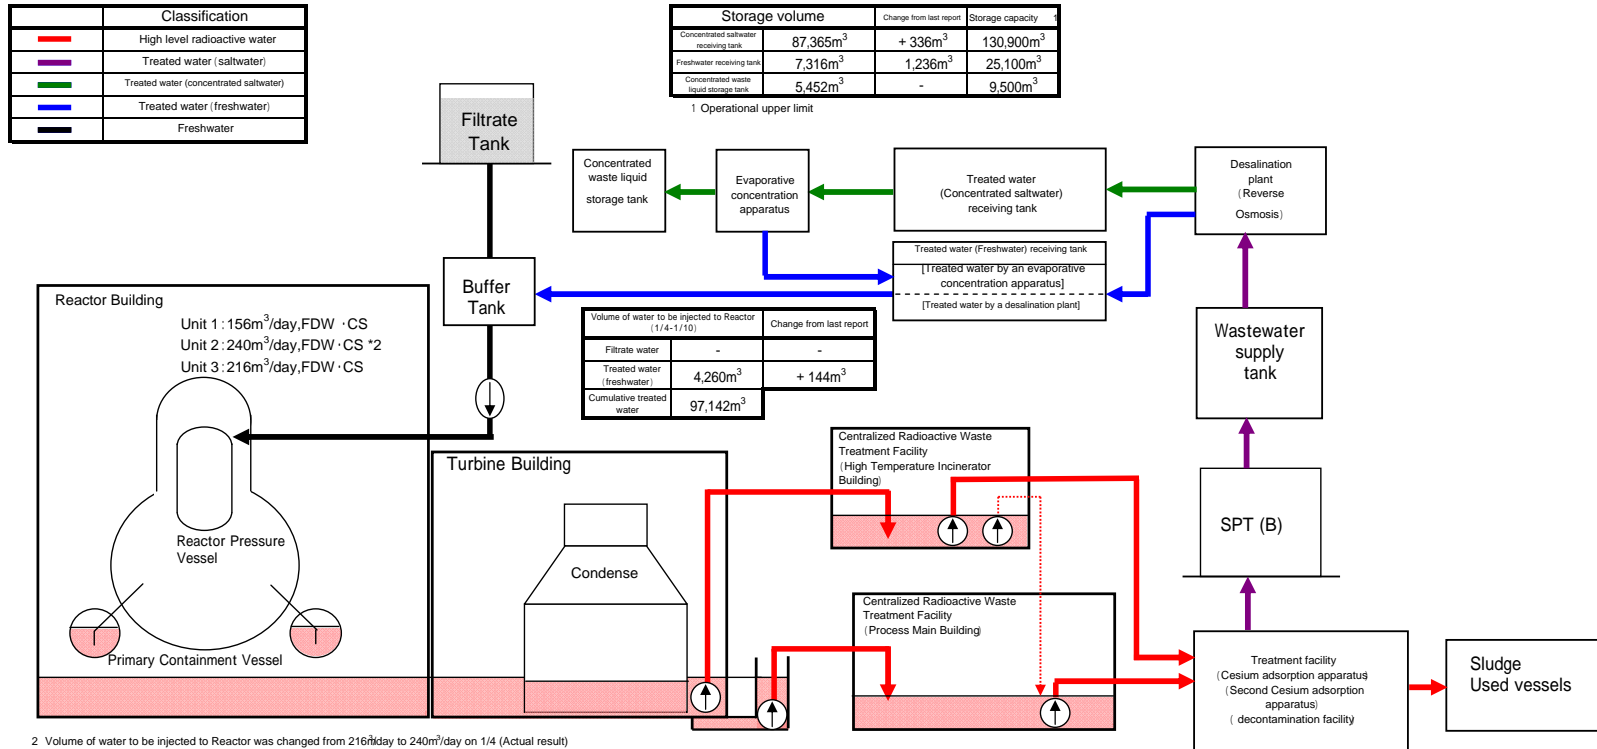 Classification
High level radioactive water
Treated water (saltwater)
Treated water (concentrated saltwater)
Treated water (freshwater)
Freshwater
Storage volume Change from last report Storage capacity 1
Concentrated saltwater receiving tank 87,365m³ + 336m³ 130,900m³
Freshwater receiving tank 7,316m³ 1,236m³ 25,100m³
Concentrated waste liquid storage tank 5,452m³ - 9,500m³
1 Operational upper limit
Filtrate
Tank
Concentrated
waste liquid
storage tank
Evaporative
concentration
apparatus
Treated water
(Concentrated saltwater)
receiving tank
Desalination
plant
(Reverse
Osmosis)
Treated water (Freshwater) receiving tank
[Treated water by an evaporative
concentration apparatus]
[Treated water by a desalination plant]
Buffer
Tank
Volume of water to be injected to Reactor (1/4-1/10) Change from last report
Filtrate water - -
Treated water (freshwater) 4,260m³ + 144m³
Cumulative treated water 97,142m³
Wastewater
supply
tank
Reactor Building
Unit 1:156m³/day,FDW・CS
Unit 2:240m³/day,FDW・CS *2
Unit 3:216m³/day,FDW・CS
Reactor Pressure
Vessel
Primary Containment Vessel
Turbine Building
Condense
Centralized Radioactive Waste
Treatment Facility
(High Temperature Incinerator
Building)
Centralized Radioactive Waste
Treatment Facility
(Process Main Building)
SPT (B)
Treatment facility
(Cesium adsorption apparatus)
(Second Cesium adsorption
apparatus)
( decontamination facility)
Sludge
Used vessels
2 Volume of water to be injected to Reactor was changed from 216m³/day to 240m³/day on 1/4 (Actual result)